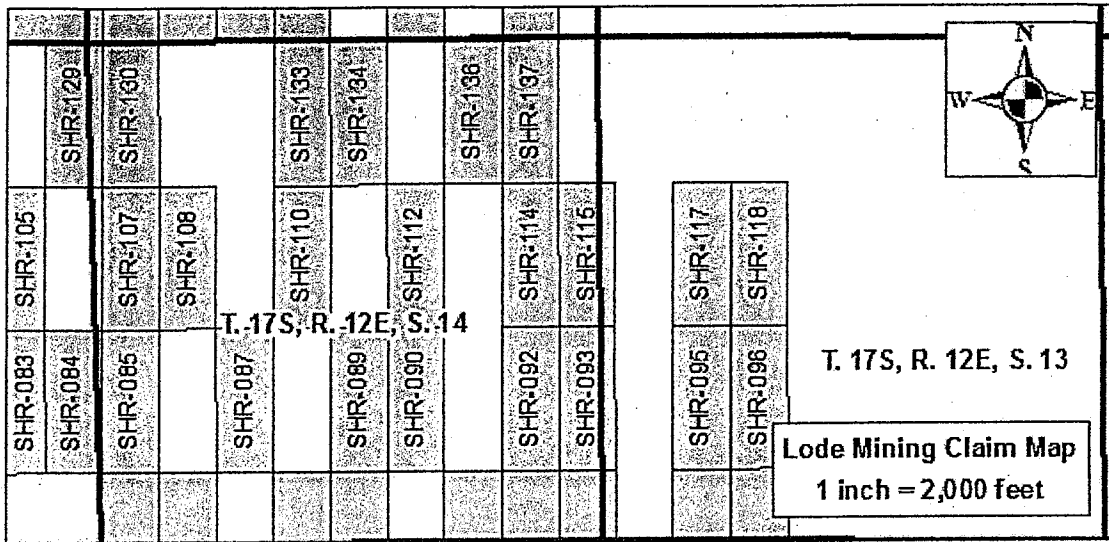 N
W E
S
SHR-129
SHR-130
SHR-133
SHR-134
SHR-136
SHR-137
SHR-105
SHR-107
SHR-108
SHR-110
SHR-112
SHR-114
SHR-115
SHR-117
SHR-118
T. 17S, R. 12E, S. 14
SHR-083
SHR-084
SHR-085
SHR-087
SHR-089
SHR-090
SHR-092
SHR-093
SHR-095
SHR-096
T. 17S, R. 12E, S. 13
Lode Mining Claim Map
1 inch = 2,000 feet